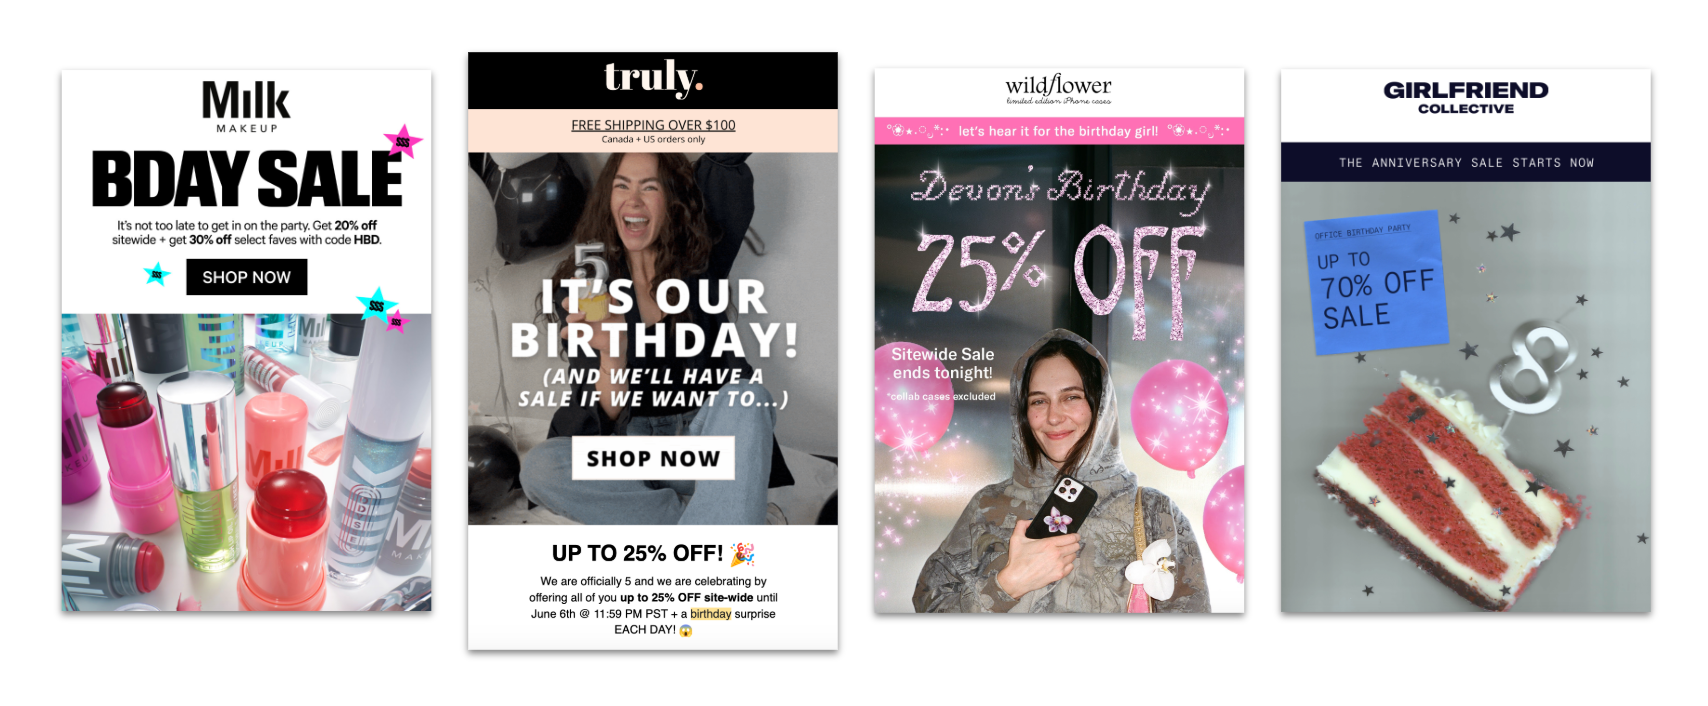 Milk
MAKEUP
BDAY SALE
$$$
It's not too late to get in on the party. Get 20% off
sitewide + get 30% off select faves with code HBD.
$$$
SHOP NOW
$$$
$$$
truly.
FREE SHIPPING OVER $100
Canada + US orders only
5
IT'S OUR
BIRTHDAY!
(AND WE'LL HAVE A
SALE IF WE WANT TO...)
SHOP NOW
UP TO 25% OFF! 🎉
We are officially 5 and we are celebrating by
offering all of you up to 25% OFF site-wide until
June 6th @ 11:59 PM PST + a birthday surprise
EACH DAY! 😱
wildflower
limited edition iPhone cases
let's hear it for the birthday girl!
Devon's Birthday
25% OFF
Sitewide Sale
ends tonight!
*collab cases excluded
GIRLFRIEND
COLLECTIVE
THE ANNIVERSARY SALE STARTS NOW
OFFICE BIRTHDAY PARTY
UP TO
70% OFF
SALE
8